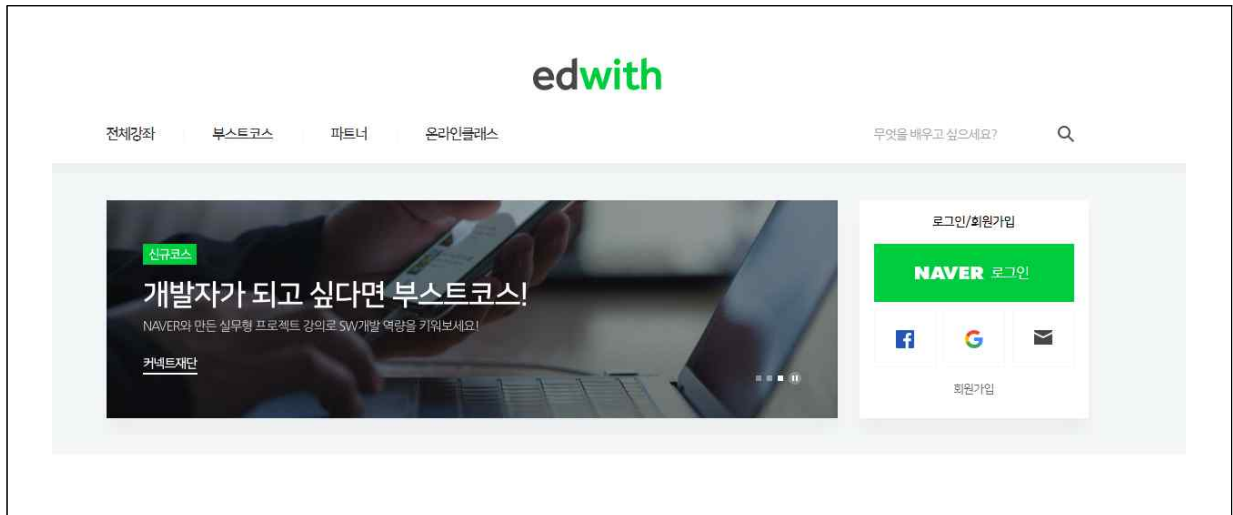 edwith
전체강좌 부스트코스 파트너 온라인클래스 무엇을 배우고 싶으세요?
신규코스
개발자가 되고 싶다면 부스트코스!
NAVER와 만든 실무형 프로젝트 강의로 SW개발 역량을 키워보세요!
커넥트재단
로그인/회원가입
NAVER 로그인
회원가입